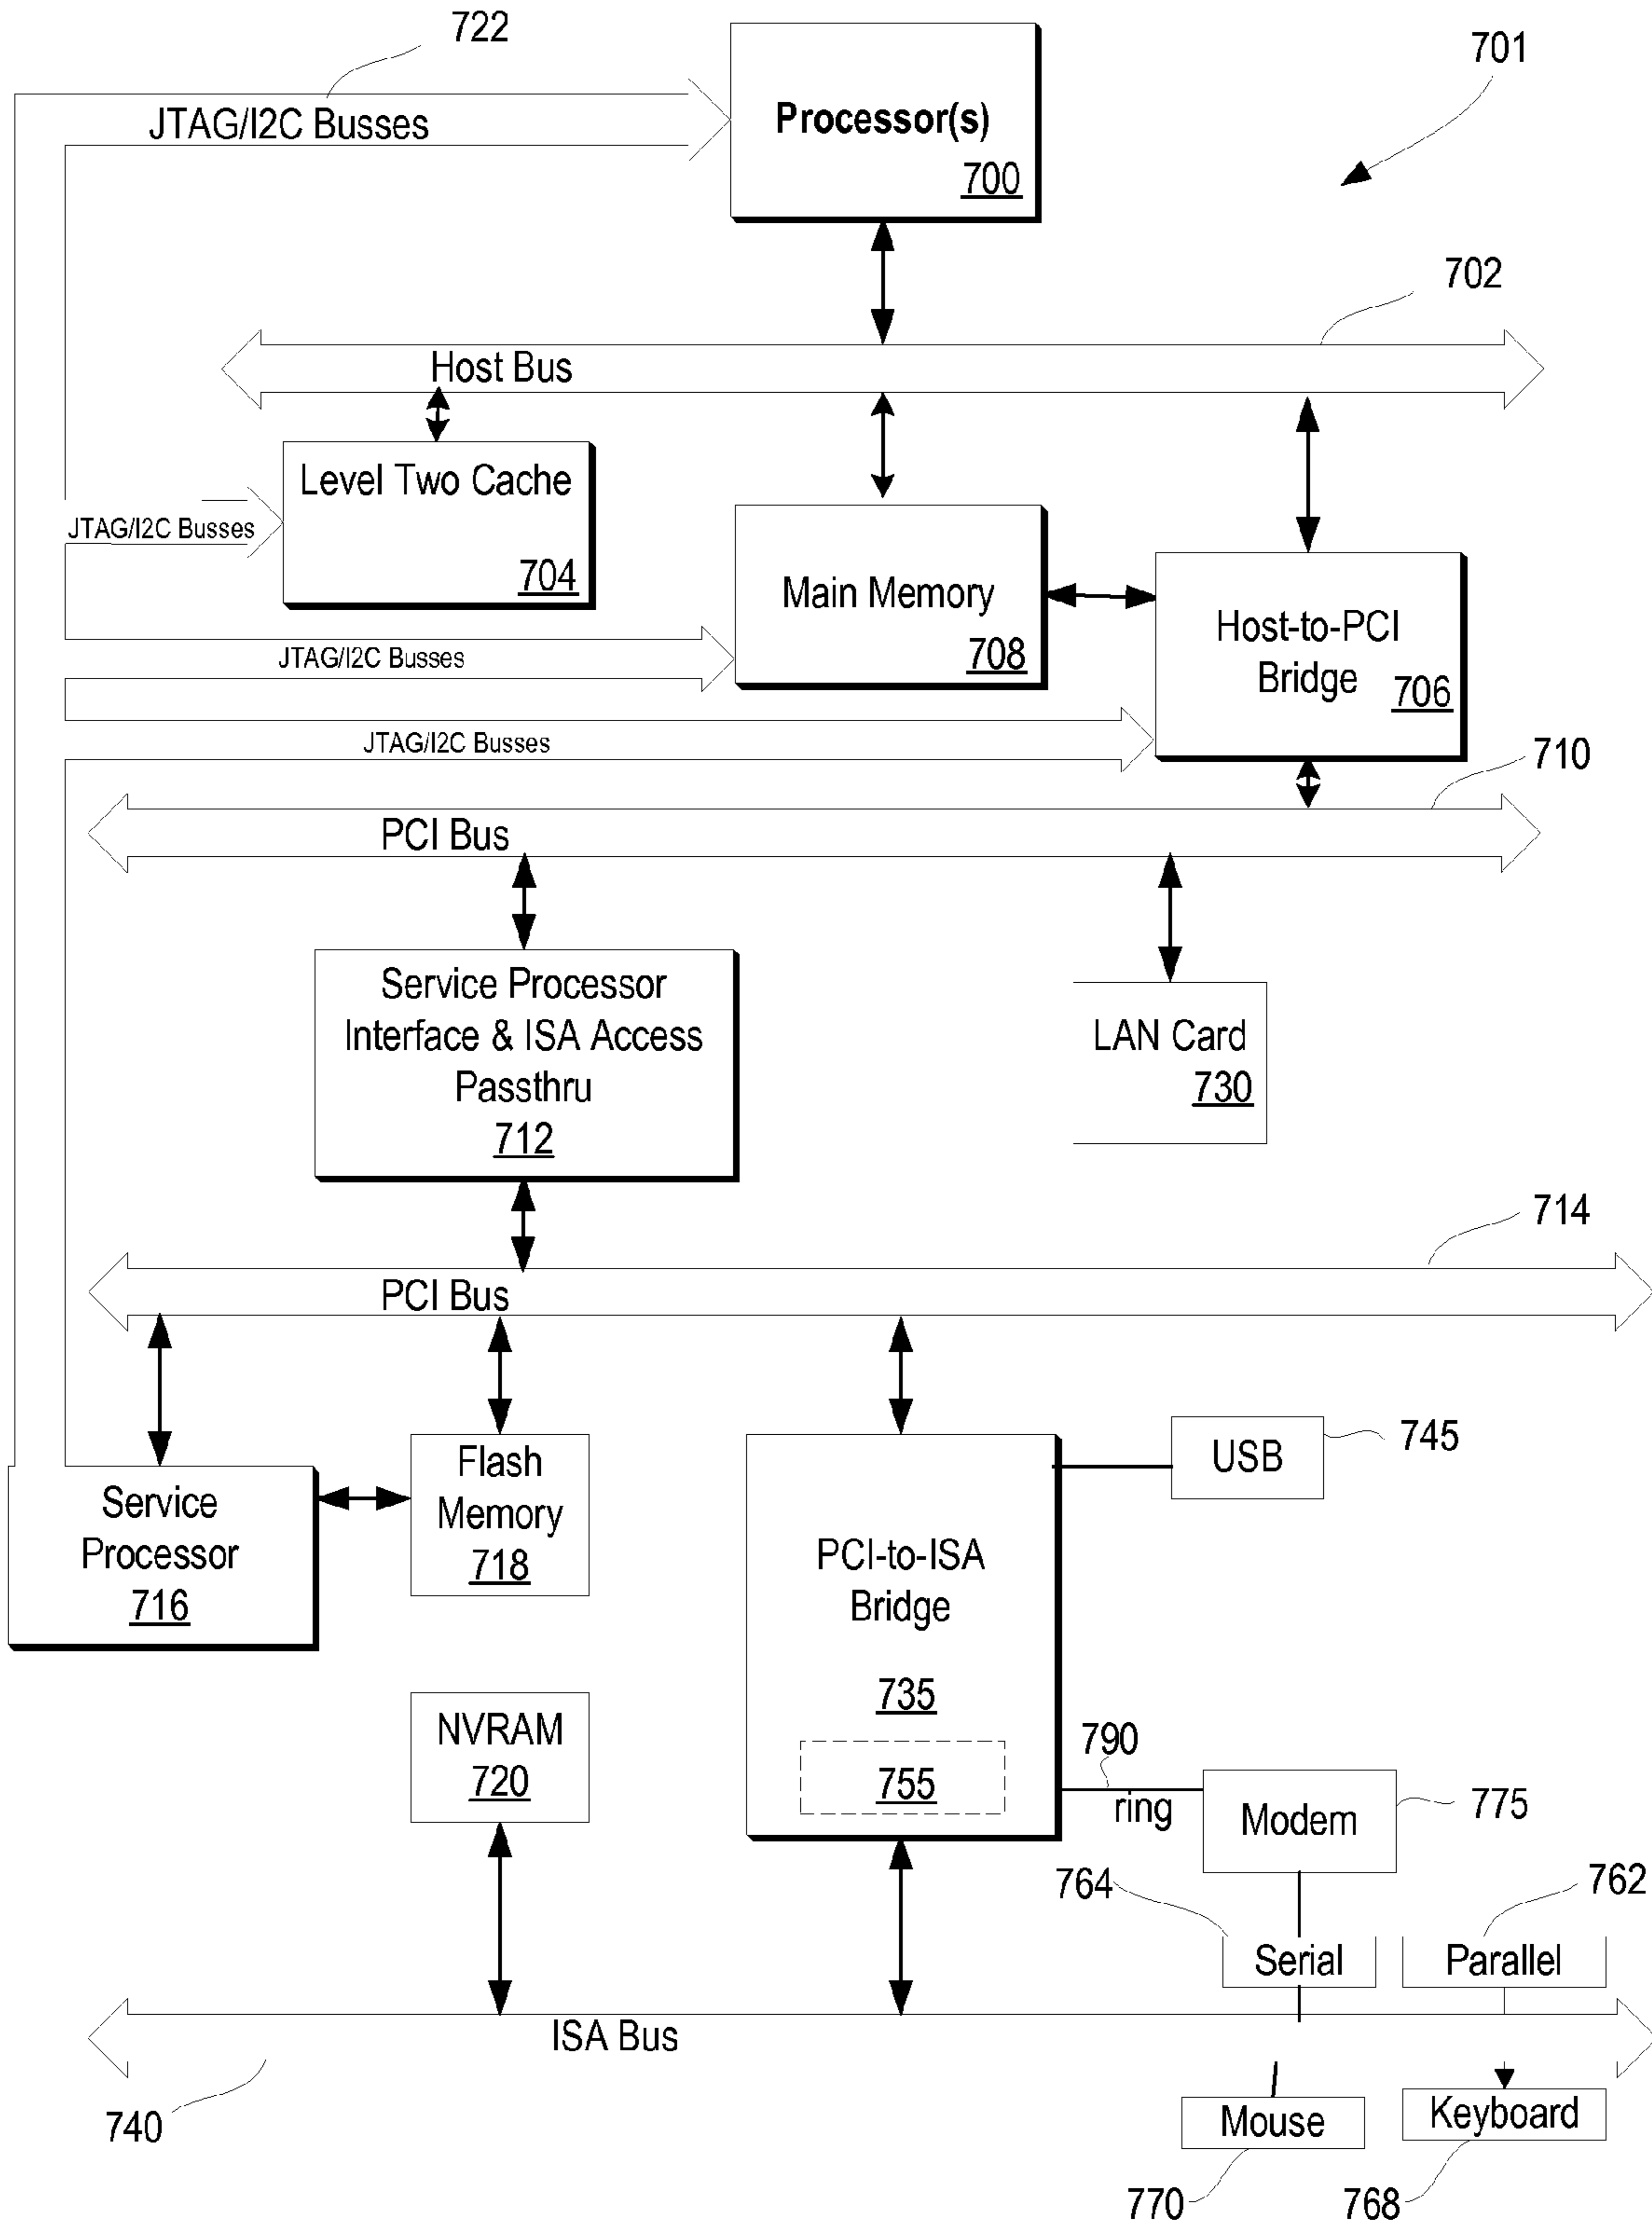 722
701
JTAG/I2C Busses
Processor(s)
700
702
Host Bus
Level Two Cache
704
JTAG/I2C Busses
Main Memory
708
Host-to-PCI
Bridge
706
JTAG/I2C Busses
JTAG/I2C Busses
710
PCI Bus
Service Processor
Interface & ISA Access
Passthru
712
LAN Card
730
714
PCI Bus
Service
Processor
716
Flash
Memory
718
USB
745
PCI-to-ISA
Bridge
735
755
NVRAM
720
790
ring
Modem
775
764
762
Serial
Parallel
ISA Bus
740
Mouse
Keyboard
770
768